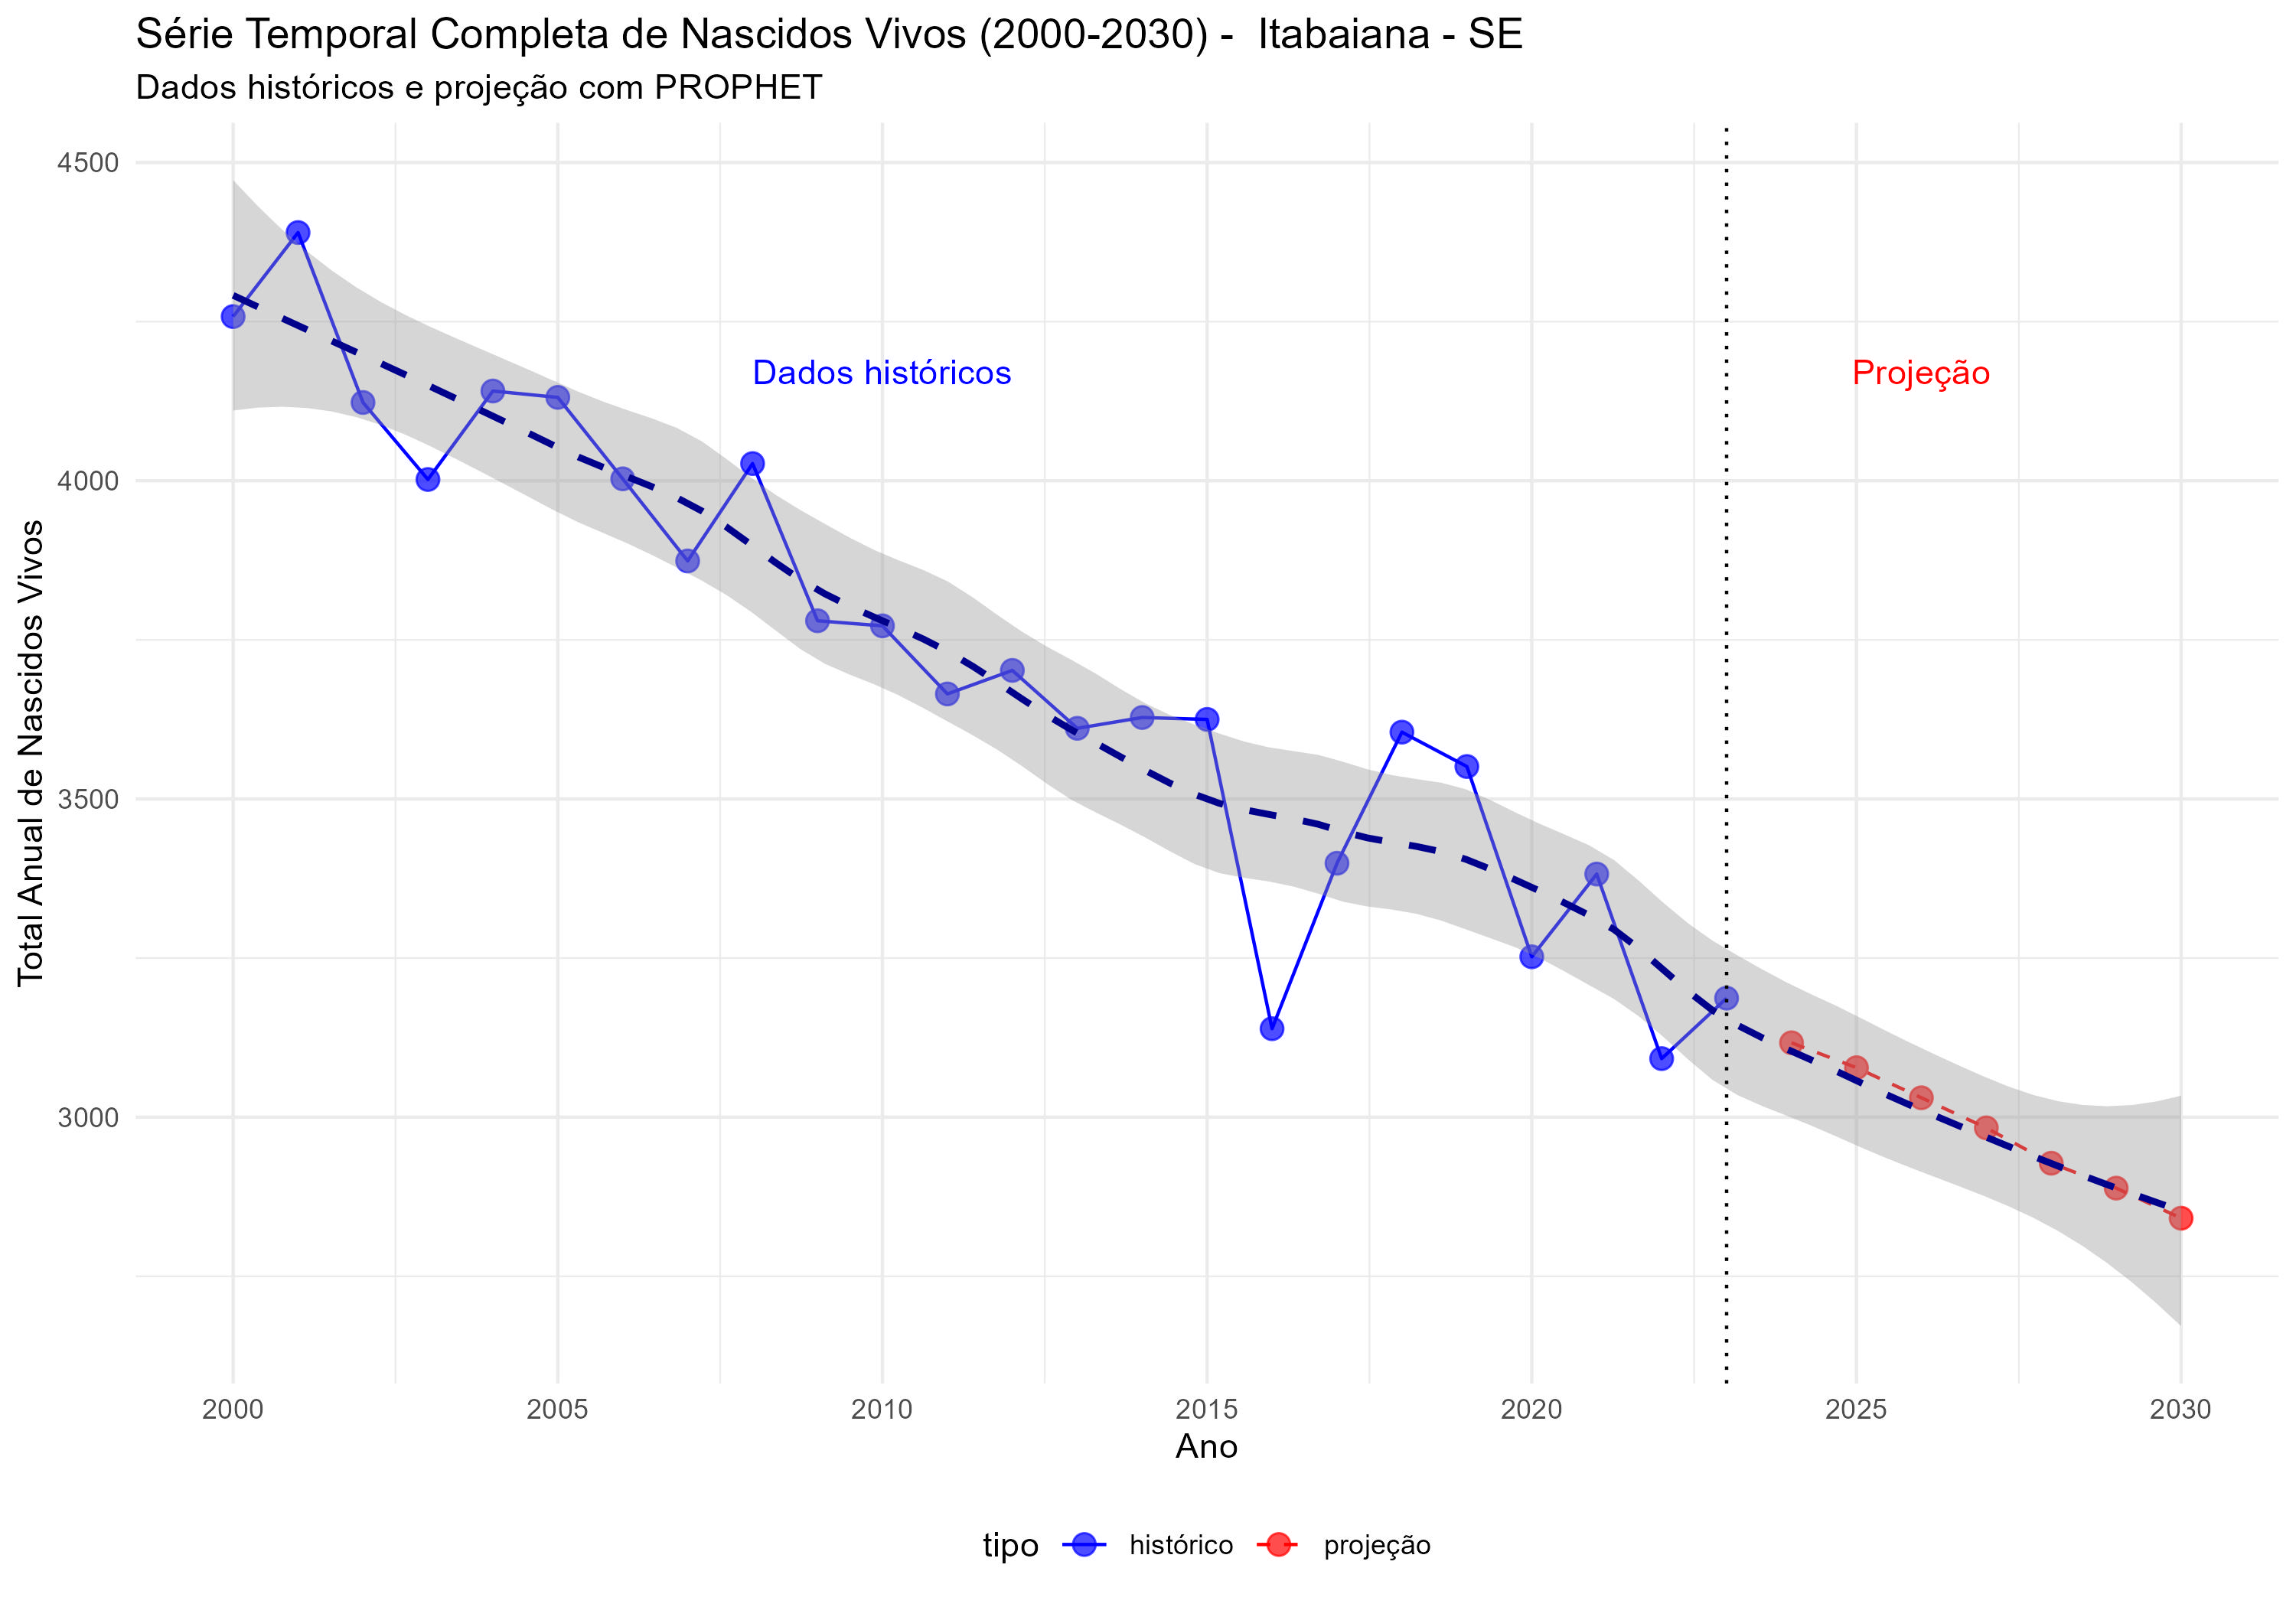 Série Temporal Completa de Nascidos Vivos (2000-2030) -  Itabaiana - SE
Dados históricos e projeção com PROPHET
Total Anual de Nascidos Vivos
4500
4000
3500
3000
Dados históricos
Projeção
2000
2005
2010
2015
2020
2025
2030
Ano
tipo
histórico
projeção